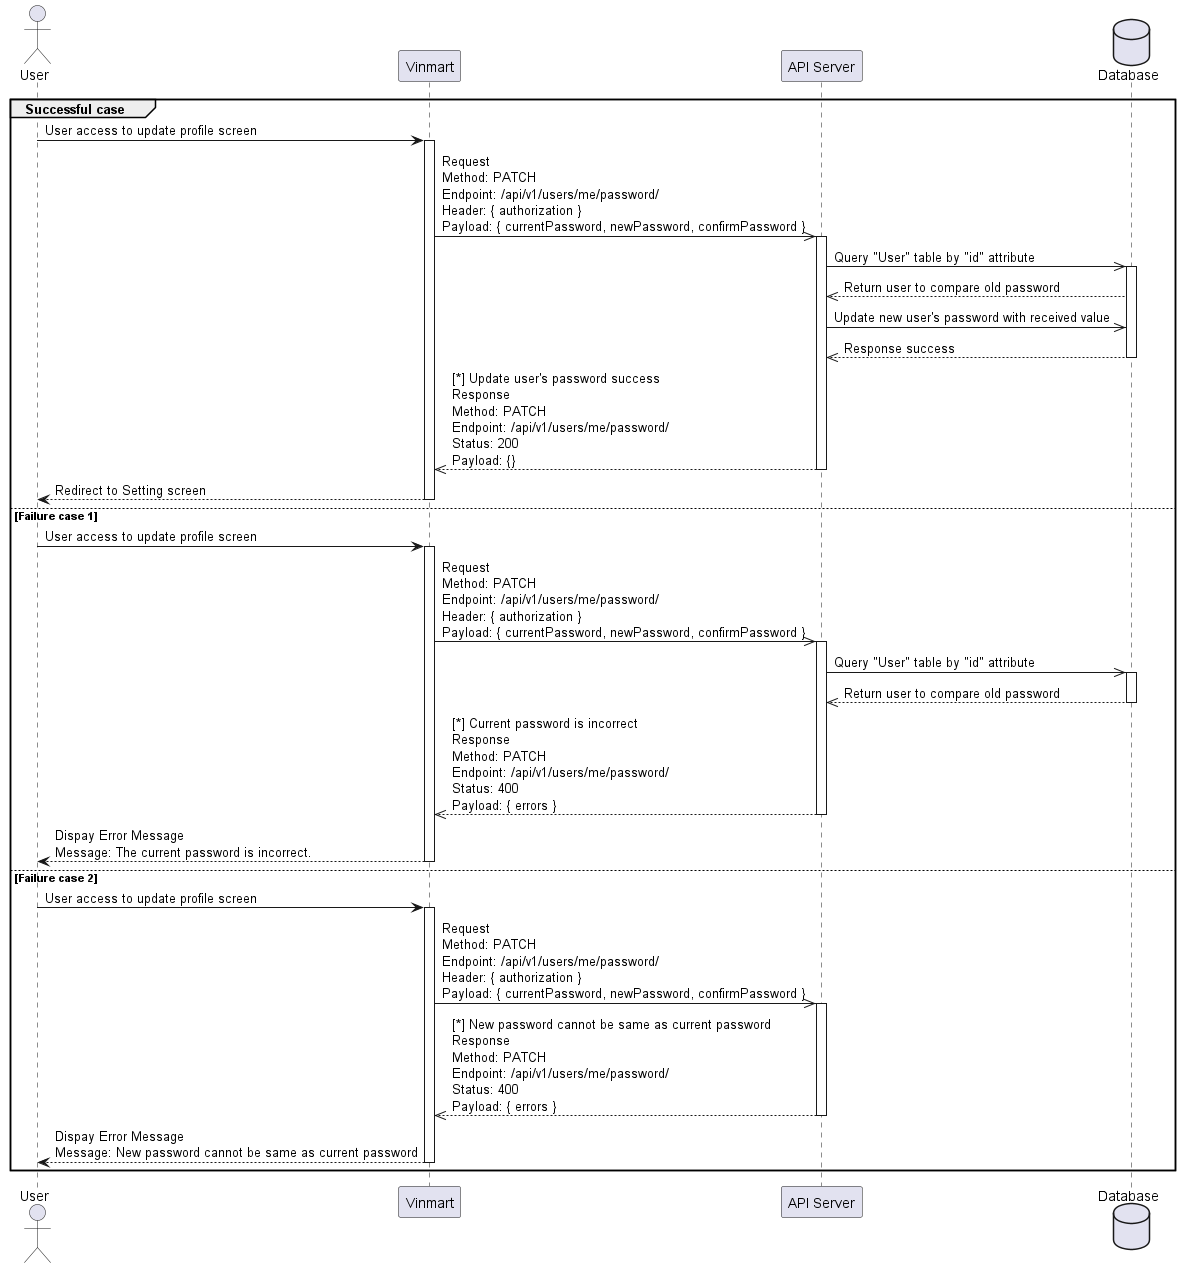 User
Vinmart
API Server
Database
Successful case
User access to update profile screen
Request
Method: PATCH
Endpoint: /api/v1/users/me/password/
Header: { authorization }
Payload: { currentPassword, newPassword, confirmPassword }
Query "User" table by "id" attribute
Return user to compare old password
Update new user's password with received value
Response success
[*] Update user's password success
Response
Method: PATCH
Endpoint: /api/v1/users/me/password/
Status: 200
Payload: {}
Redirect to Setting screen
[Failure case 1]
User access to update profile screen
Request
Method: PATCH
Endpoint: /api/v1/users/me/password/
Header: { authorization }
Payload: { currentPassword, newPassword, confirmPassword }
Query "User" table by "id" attribute
Return user to compare old password
[*] Current password is incorrect
Response
Method: PATCH
Endpoint: /api/v1/users/me/password/
Status: 400
Payload: { errors }
Dispay Error Message
Message: The current password is incorrect.
[Failure case 2]
User access to update profile screen
Request
Method: PATCH
Endpoint: /api/v1/users/me/password/
Header: { authorization }
Payload: { currentPassword, newPassword, confirmPassword }
[*] New password cannot be same as current password
Response
Method: PATCH
Endpoint: /api/v1/users/me/password/
Status: 400
Payload: { errors }
Dispay Error Message
Message: New password cannot be same as current password
User
Vinmart
API Server
Database